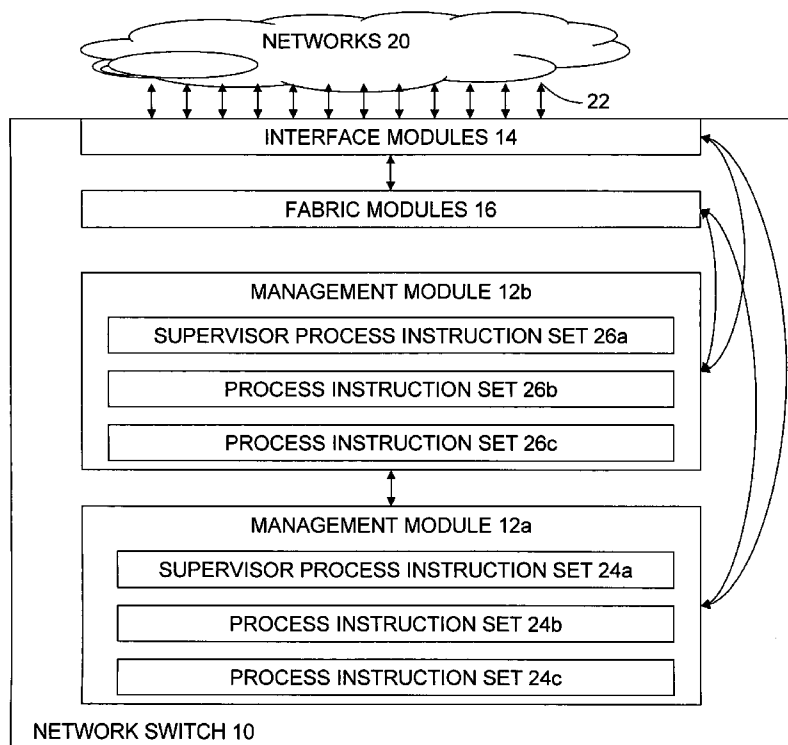 NETWORKS 20
22
INTERFACE MODULES 14
FABRIC MODULES 16
MANAGEMENT MODULE 12b
SUPERVISOR PROCESS INSTRUCTION SET 26a
PROCESS INSTRUCTION SET 26b
PROCESS INSTRUCTION SET 26c
MANAGEMENT MODULE 12a
SUPERVISOR PROCESS INSTRUCTION SET 24a
PROCESS INSTRUCTION SET 24b
PROCESS INSTRUCTION SET 24c
NETWORK SWITCH 10